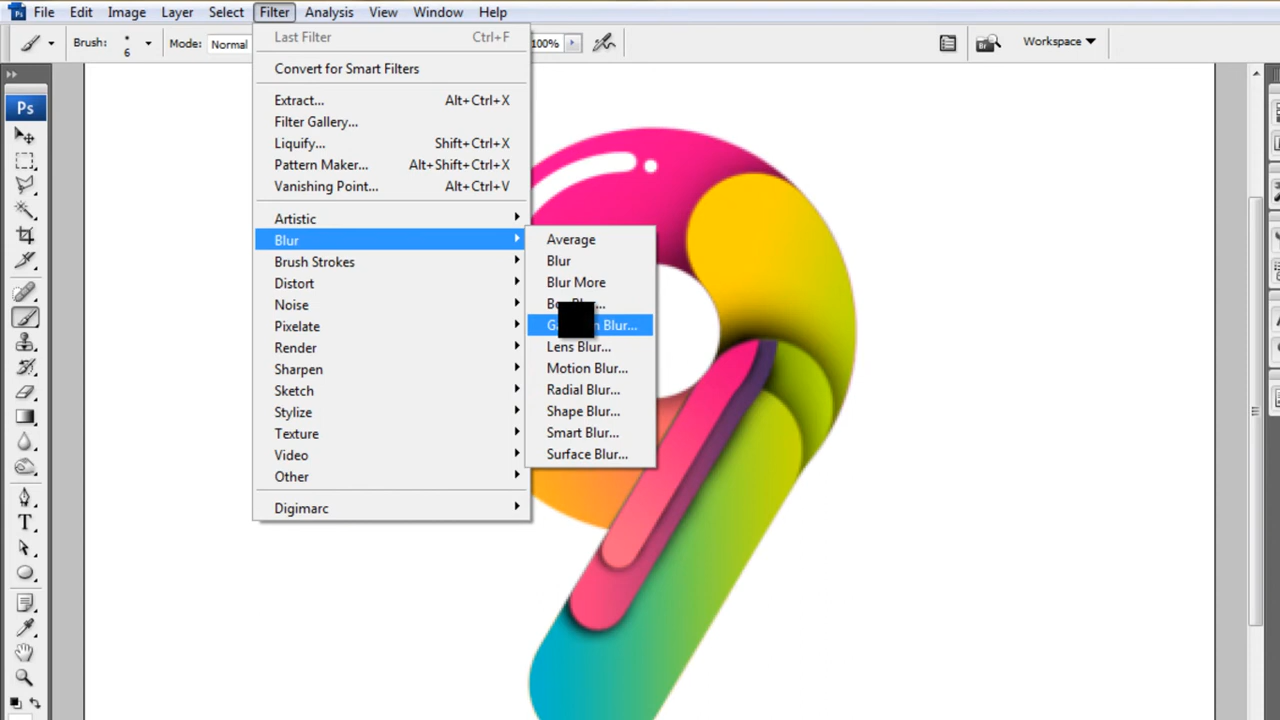 Ps File Edit Image Layer Select Filter Analysis View Window Help
Brush: 6 Mode: Normal 100% Workspace
Ps
Last Filter Ctrl+F
Convert for Smart Filters
Extract... Alt+Ctrl+X
Filter Gallery...
Liquify... Shift+Ctrl+X
Pattern Maker... Alt+Shift+Ctrl+X
Vanishing Point... Alt+Ctrl+V
Artistic
Blur
Brush Strokes
Distort
Noise
Pixelate
Render
Sharpen
Sketch
Stylize
Texture
Video
Other
Digimarc
Average
Blur
Blur More
Blur...
Lens Blur...
Motion Blur...
Radial Blur...
Shape Blur...
Smart Blur...
Surface Blur...
T